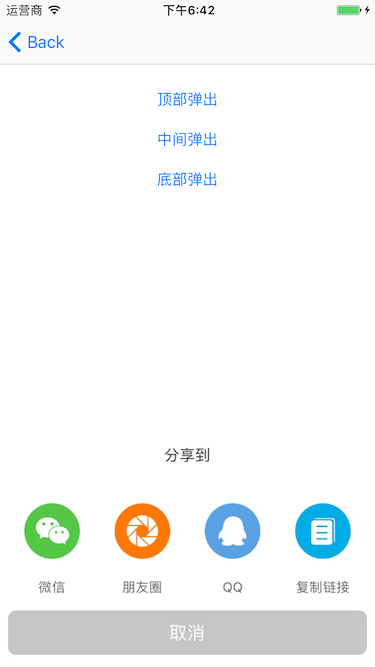 运营商 下午6:42
Back
顶部弹出
中间弹出
底部弹出
分享到
微信 朋友圈 QQ 复制链接
取消